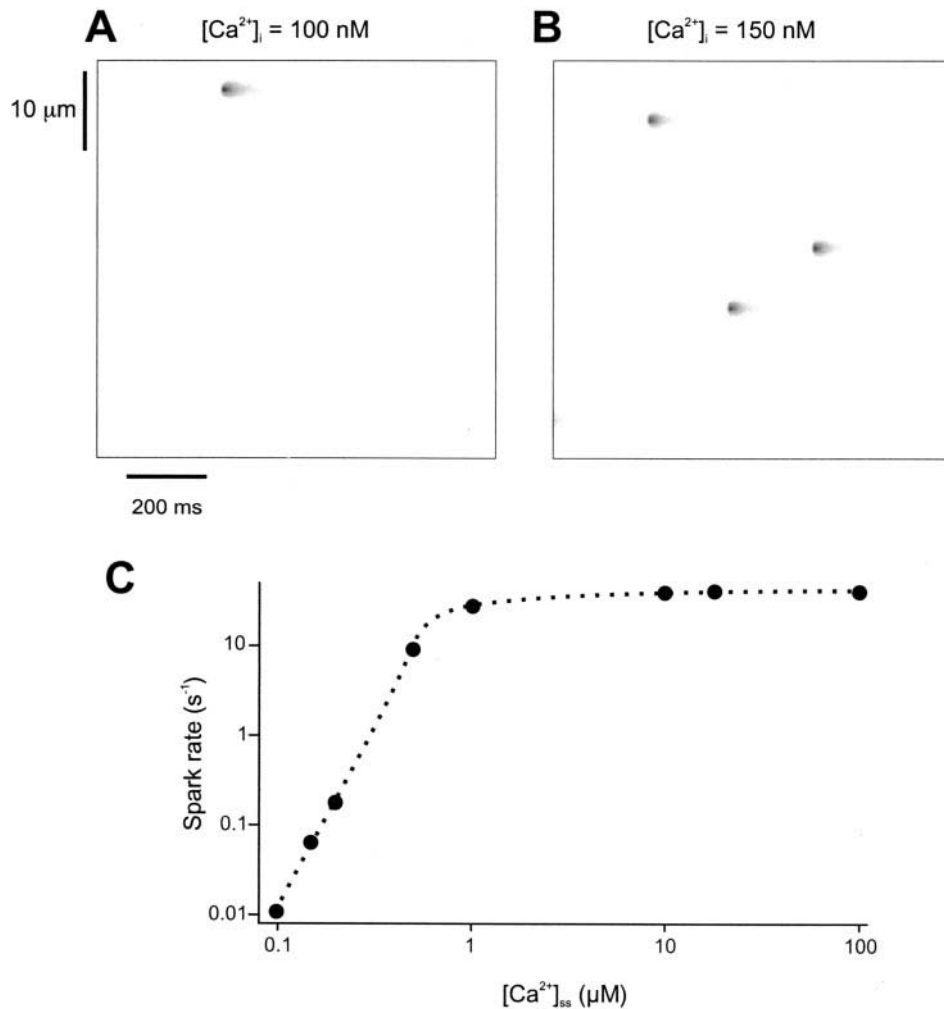 A
[Ca²⁺]ᵢ = 100 nM
B
[Ca²⁺]ᵢ = 150 nM
10 µm
200 ms
C
Spark rate (s⁻¹)
10
1
0.1
0.01
0.1
1
10
100
[Ca²⁺]ₛₛ (µM)